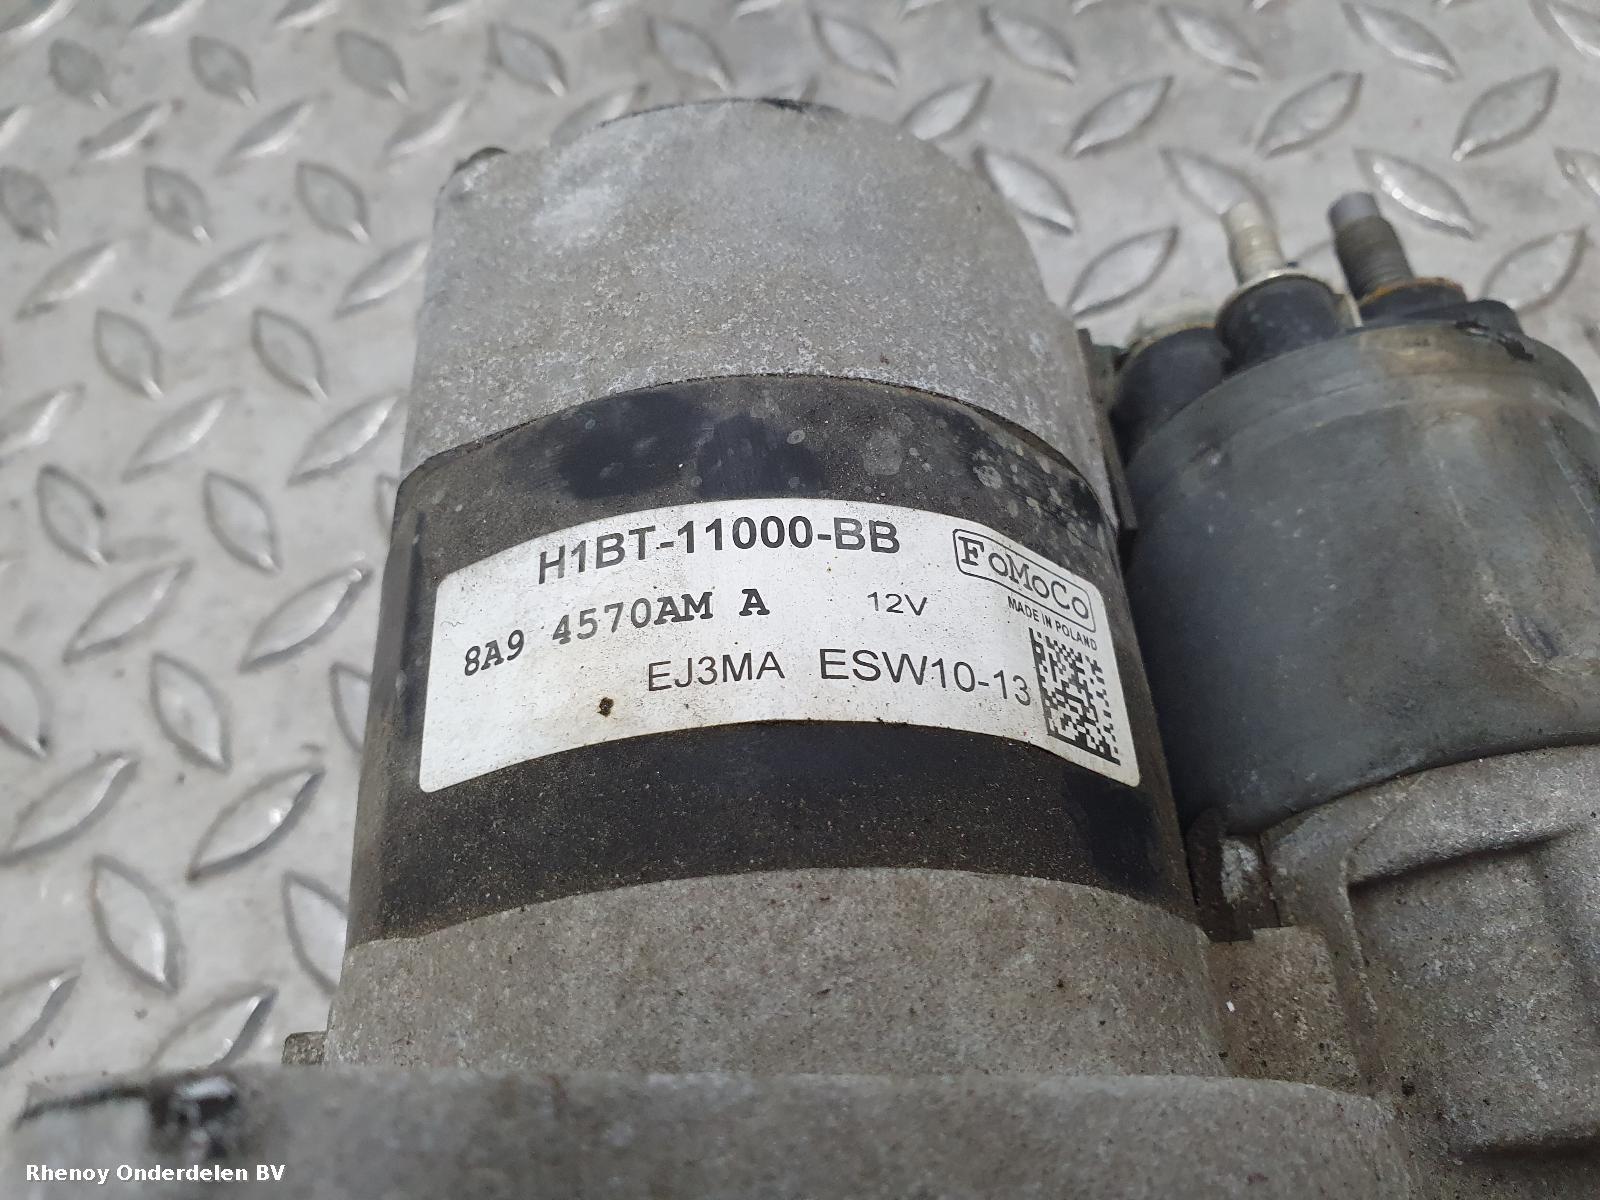 H1BT-11000-BB
FoMoCo
MADE IN POLAND
8A9 4570AM A
12V
EJ3MA ESW10-13
Rhenoy Onderdelen BV